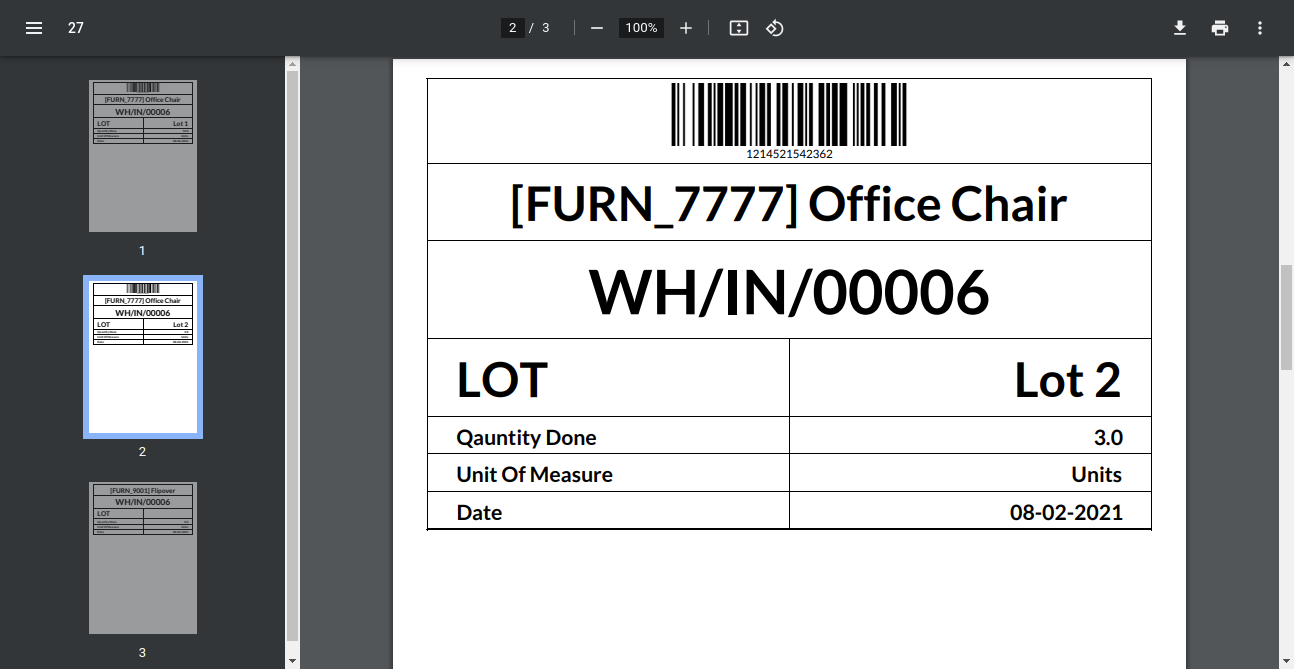 27
2 / 3
100%
[FURN_7777] Office Chair
WH/IN/00006
LOT Lot 1
1
[FURN_7777] Office Chair
WH/IN/00006
LOT Lot 2
2
[FURN_9001] Flipover
WH/IN/00006
LOT
3
1214521542362
[FURN_7777] Office Chair
WH/IN/00006
LOT Lot 2
Qauntity Done 3.0
Unit Of Measure Units
Date 08-02-2021